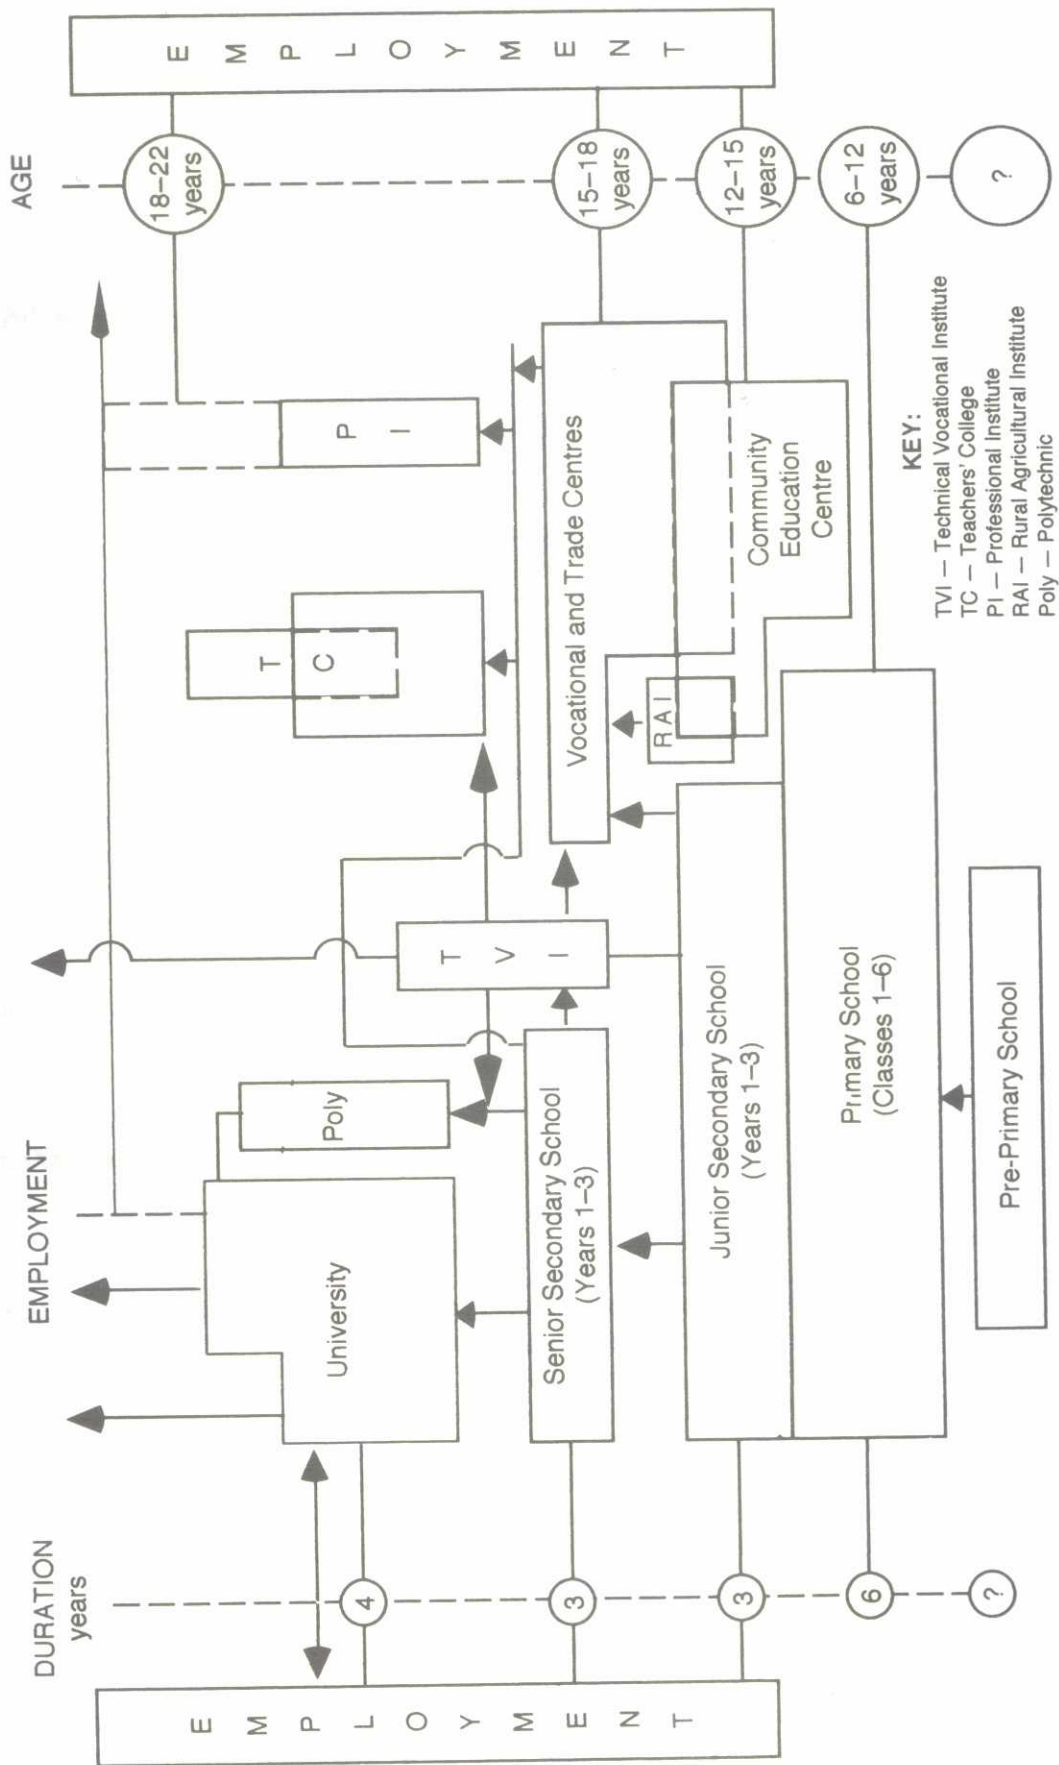 DURATION
years
EMPLOYMENT
AGE
EMPLOYMENT
4
3
3
6
?
University
Poly
T C
P I
T V I
Senior Secondary School
(Years 1–3)
Vocational and Trade Centres
Junior Secondary School
(Years 1–3)
RAI
Community
Education
Centre
Primary School
(Classes 1–6)
Pre-Primary School
18–22
years
15–18
years
12–15
years
6–12
years
?
EMPLOYMENT
KEY:
TVI — Technical Vocational Institute
TC — Teachers' College
PI — Professional Institute
RAI — Rural Agricultural Institute
Poly — Polytechnic